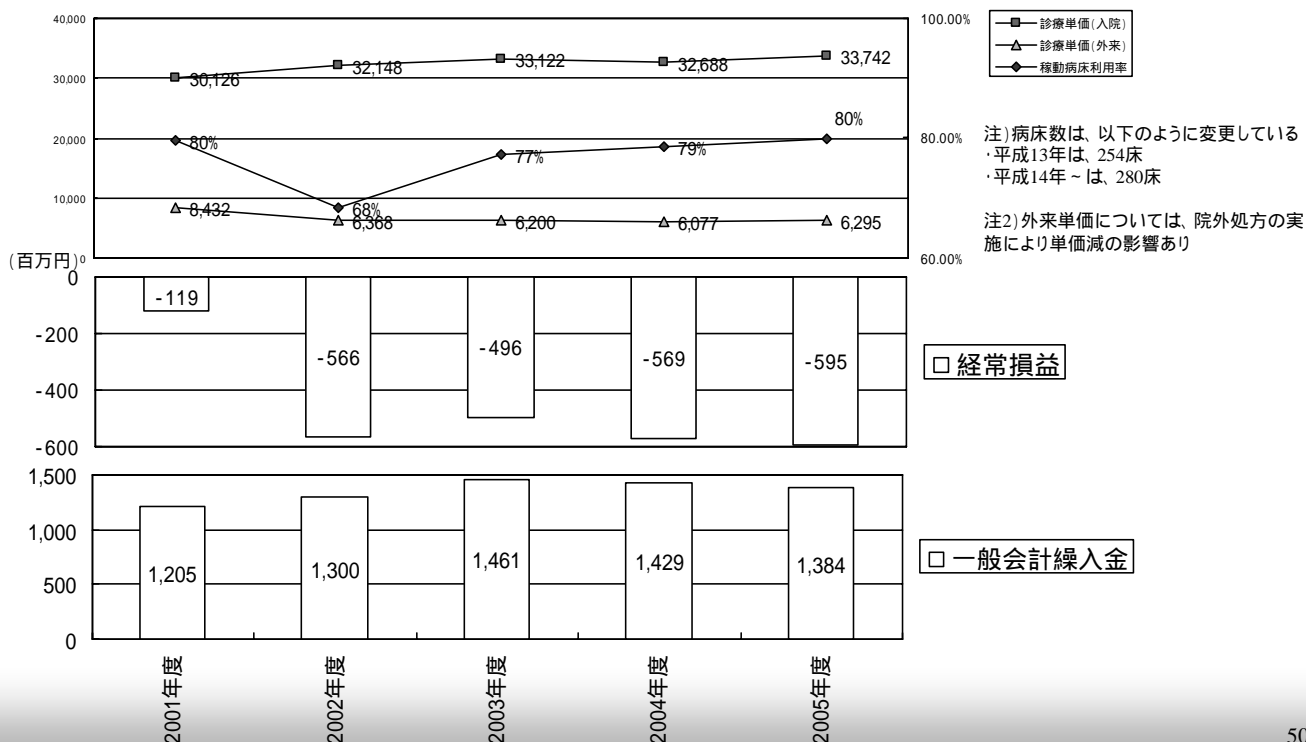 40,000
30,000
20,000
10,000
0
100.00%
80.00%
60.00%
30,126
32,148
33,122
32,688
33,742
80%
68%
77%
79%
80%
8,432
6,368
6,200
6,077
6,295
診療単価(入院)
診療単価(外来)
稼動病床利用率
注)病床数は、以下のように変更している
・平成13年は、254床
・平成14年~は、280床
注2)外来単価については、院外処方の実
施により単価減の影響あり
(百万円)
0
-200
-400
-600
-119
-566
-496
-569
-595
経常損益
1,500
1,000
500
0
1,205
1,300
1,461
1,429
1,384
一般会計繰入金
2001年度
2002年度
2003年度
2004年度
2005年度
50